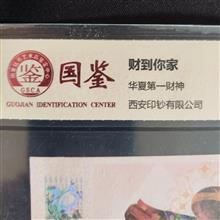 国鉴
GUOJIAN IDENTIFICATION CENTER
鉴
GSCA
财到你家
华夏第一财神
西安印钞有限公司